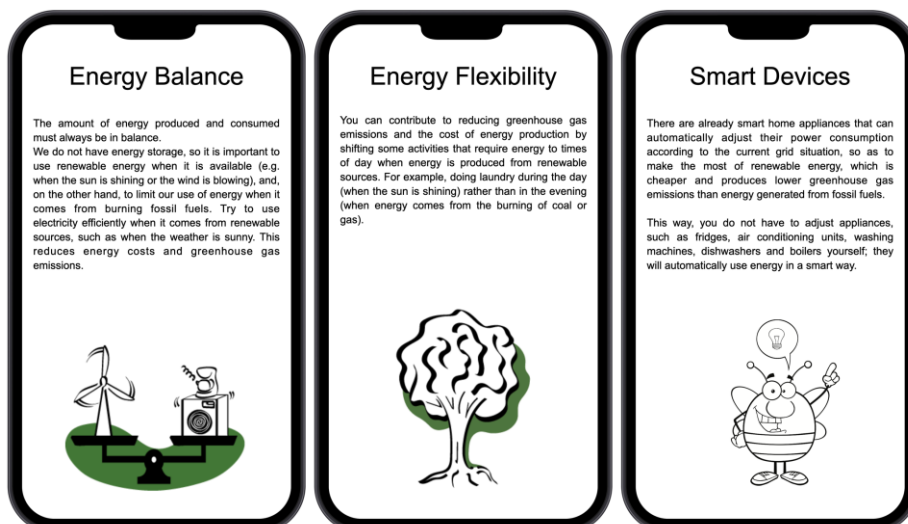 Energy Balance
The amount of energy produced and consumed
must always be in balance.
We do not have energy storage, so it is important to
use renewable energy when it is available (e.g.
when the sun is shining or the wind is blowing), and,
on the other hand, to limit our use of energy when it
comes from burning fossil fuels. Try to use
electricity efficiently when it comes from renewable
sources, such as when the weather is sunny. This
reduces energy costs and greenhouse gas
emissions.
Energy Flexibility
You can contribute to reducing greenhouse gas
emissions and the cost of energy production by
shifting some activities that require energy to times
of day when energy is produced from renewable
sources. For example, doing laundry during the day
(when the sun is shining) rather than in the evening
(when energy comes from the burning of coal or
gas).
Smart Devices
There are already smart home appliances that can
automatically adjust their power consumption
according to the current grid situation, so as to
make the most of renewable energy, which is
cheaper and produces lower greenhouse gas
emissions than energy generated from fossil fuels.
This way, you do not have to adjust appliances,
such as fridges, air conditioning units, washing
machines, dishwashers and boilers yourself; they
will automatically use energy in a smart way.